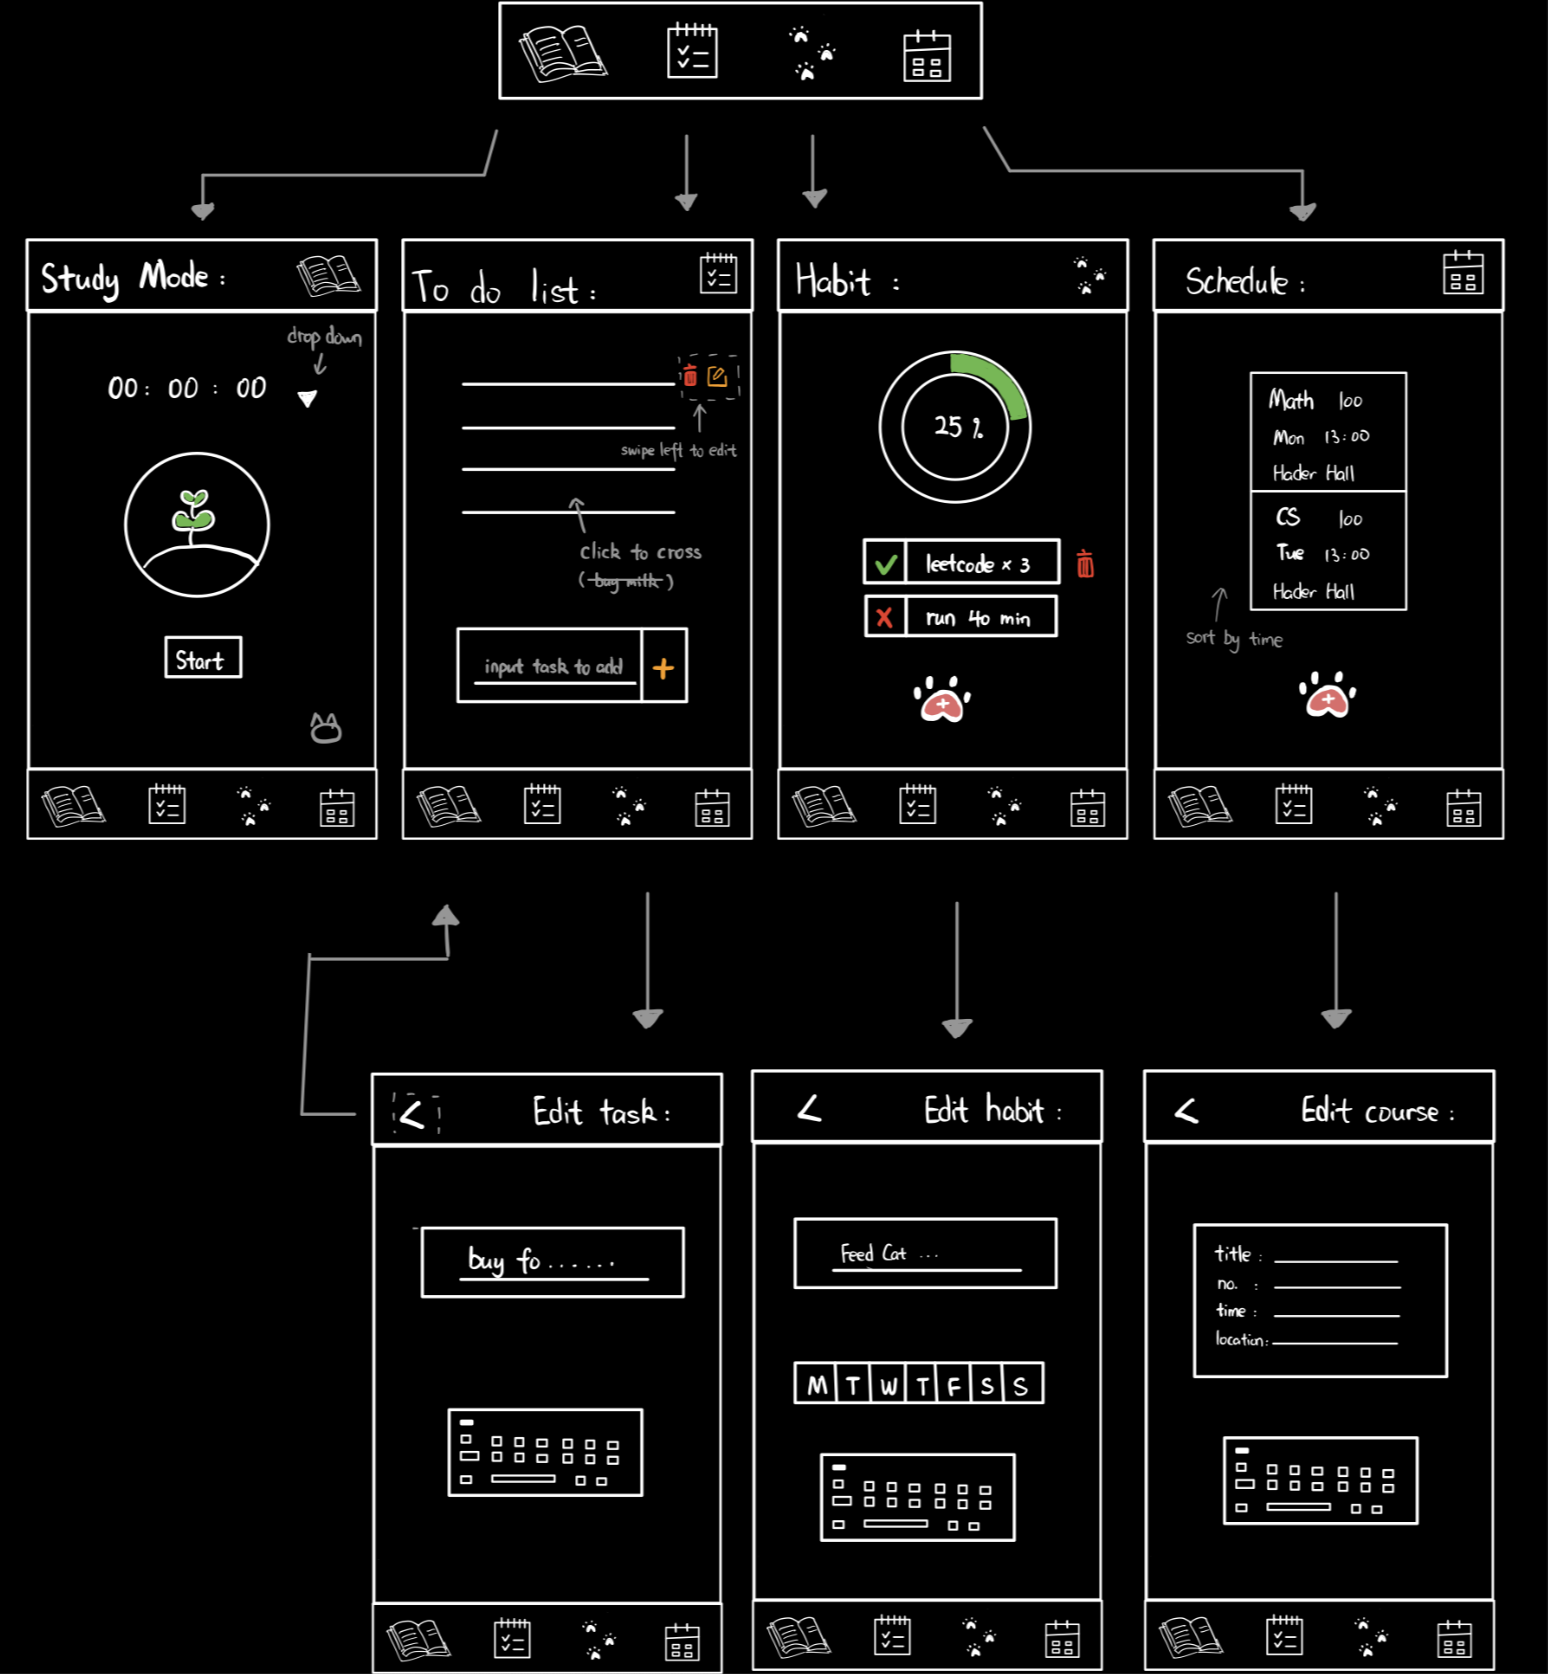 Study Mode :
drop down
00 : 00 : 00
Start
To do list :
swipe left to edit
click to cross
(buy milk)
input task to add
+
Habit :
25 %
leetcode × 3
run 40 min
+
Schedule :
Math 100
Mon 13:00
Hader Hall
CS 100
Tue 13:00
Hader Hall
sort by time
+
< Edit task :
buy fo ......
< Edit habit :
Feed Cat ...
M T W T F S S
< Edit course :
title :
no. :
time :
location :